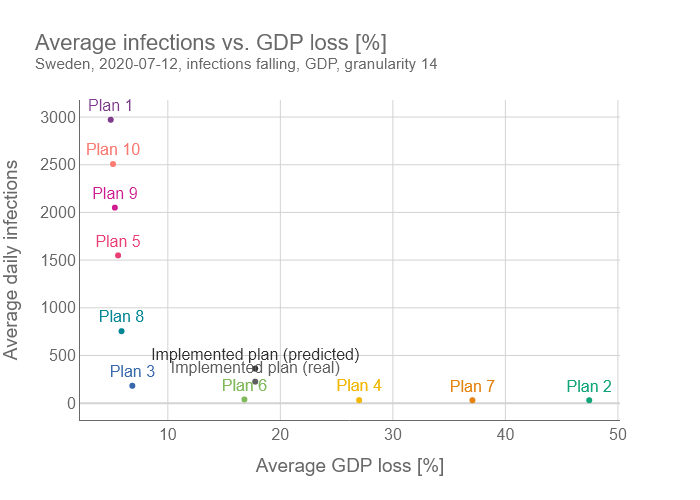 Average infections vs. GDP loss [%]
Sweden, 2020-07-12, infections falling, GDP, granularity 14
Average daily infections
3000
2500
2000
1500
1000
500
0
Plan 1
Plan 10
Plan 9
Plan 5
Plan 8
Implemented plan (predicted)
Implemented plan (real)
Plan 3
Plan 6
Plan 4
Plan 7
Plan 2
10
20
30
40
50
Average GDP loss [%]